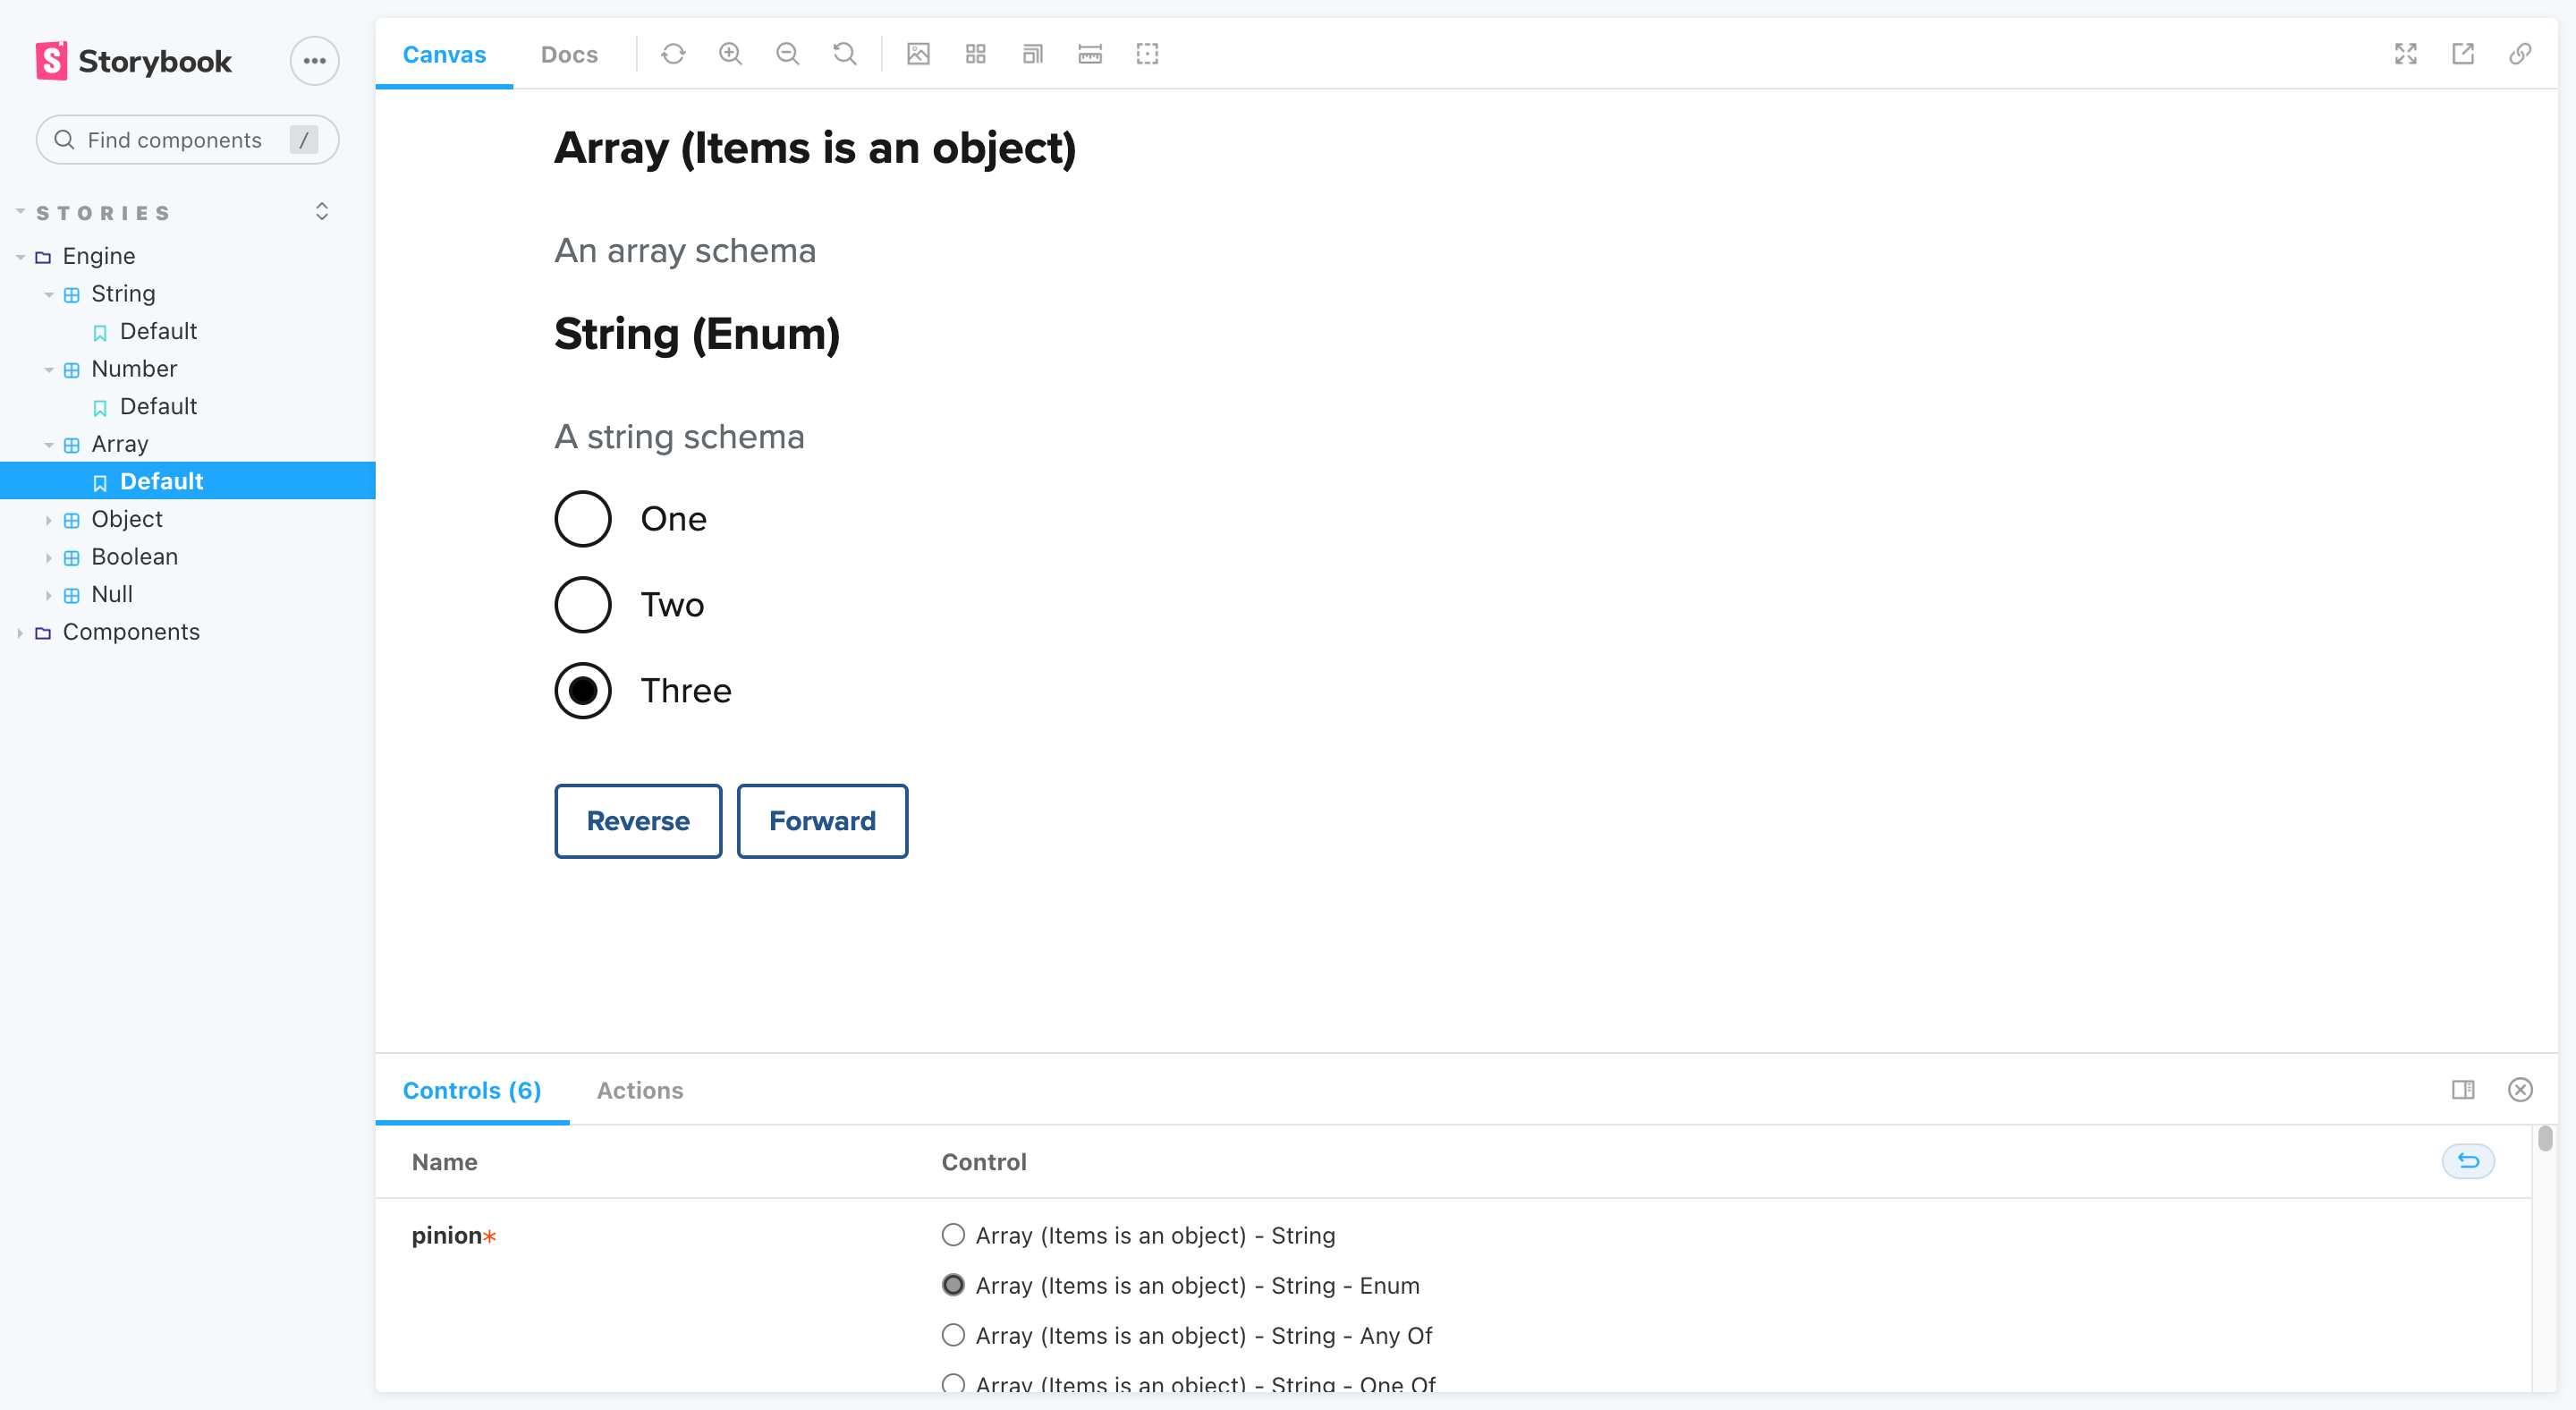 Storybook
Find components /
STORIES
Engine
String
Default
Number
Default
Array
Default
Object
Boolean
Null
Components
Canvas Docs
Array (Items is an object)
An array schema
String (Enum)
A string schema
One
Two
Three
Reverse Forward
Controls (6) Actions
Name Control
pinion* Array (Items is an object) - String
Array (Items is an object) - String - Enum
Array (Items is an object) - String - Any Of
Array (Items is an object) - String - One Of